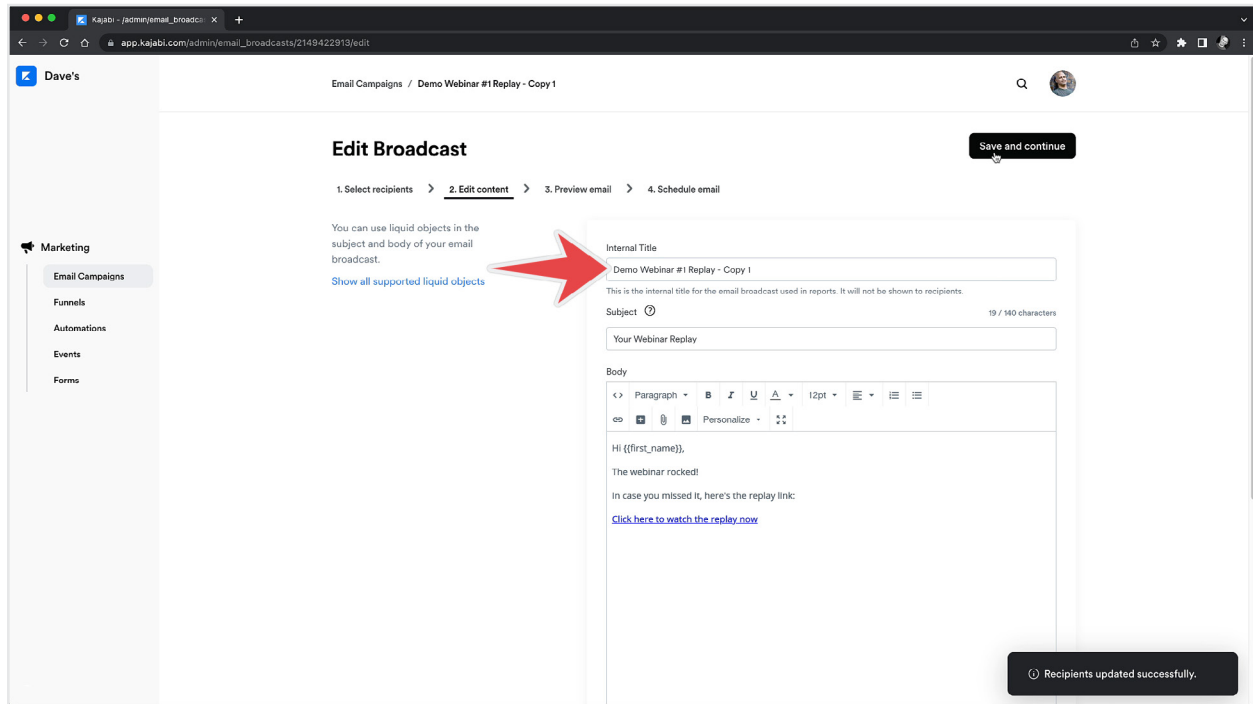 Kajabi - /admin/email_broadcas
app.kajabi.com/admin/email_broadcasts/2149422913/edit
Dave's
Email Campaigns / Demo Webinar #1 Replay - Copy 1
Edit Broadcast
Save and continue
1. Select recipients
2. Edit content
3. Preview email
4. Schedule email
Marketing
Email Campaigns
Funnels
Automations
Events
Forms
You can use liquid objects in the
subject and body of your email
broadcast.
Show all supported liquid objects
Internal Title
Demo Webinar #1 Replay - Copy 1
This is the internal title for the email broadcast used in reports. It will not be shown to recipients.
Subject
19 / 140 characters
Your Webinar Replay
Body
Paragraph B I U A 12pt
Personalize
Hi {{first_name}},
The webinar rocked!
In case you missed it, here's the replay link:
Click here to watch the replay now
Recipients updated successfully.